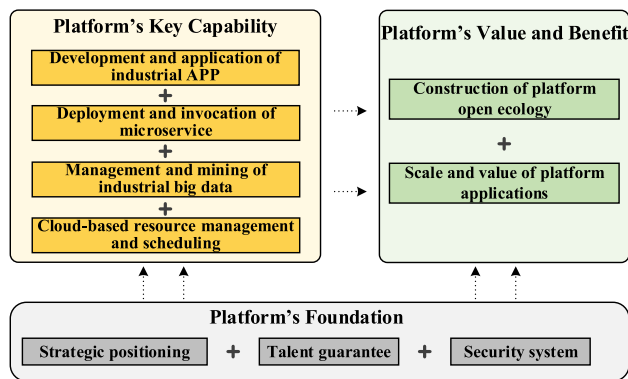 Platform's Key Capability
Development and application of
industrial APP
+
Deployment and invocation of
microservice
+
Management and mining of
industrial big data
+
Cloud-based resource management
and scheduling
Platform's Value and Benefit
Construction of platform
open ecology
+
Scale and value of platform
applications
Platform's Foundation
Strategic positioning + Talent guarantee + Security system